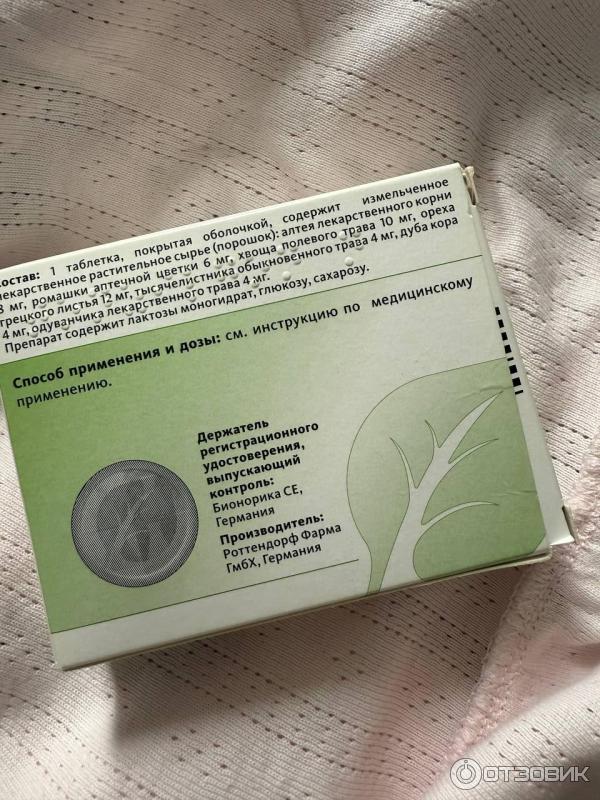 состав: 1 таблетка, покрытая оболочкой, содержит измельченное
лекарственное растительное сырье (порошок): алтея лекарственного корни
8 мг, ромашки аптечной цветки 6 мг, хвоща полевого трава 10 мг, ореха
грецкого листья 12 мг, тысячелистника обыкновенного трава 4 мг, дуба кора
4 мг, одуванчика лекарственного трава 4 мг.
Препарат содержит лактозы моногидрат, глюкозу, сахарозу.
Способ применения и дозы: см. инструкцию по медицинскому
применению.
Держатель
регистрационного
удостоверения,
выпускающий
контроль:
Бионорика СЕ,
Германия
Производитель:
Роттендорф Фарма
ГмбХ, Германия
ОТЗОВИК